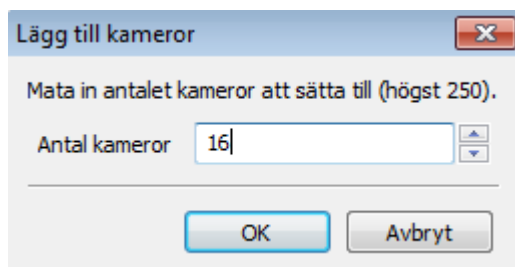 Lägg till kameror
Mata in antalet kameror att sätta till (högst 250).
Antal kameror 16
OK Avbryt